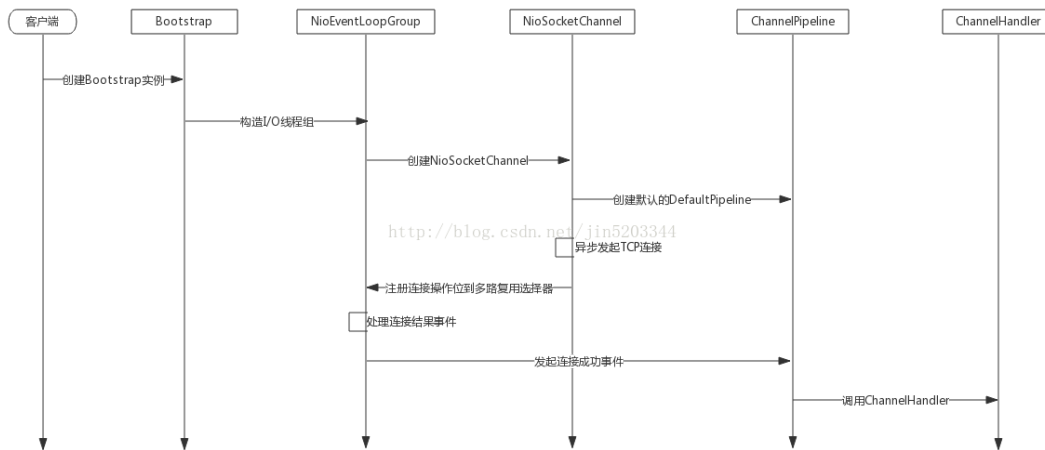 客户端
Bootstrap
NioEventLoopGroup
NioSocketChannel
ChannelPipeline
ChannelHandler
创建Bootstrap实例
构造I/O线程组
创建NioSocketChannel
创建默认的DefaultPipeline
http://blog.csdn.net/jin5203344
异步发起TCP连接
注册连接操作位到多路复用选择器
处理连接结果事件
发起连接成功事件
调用ChannelHandler